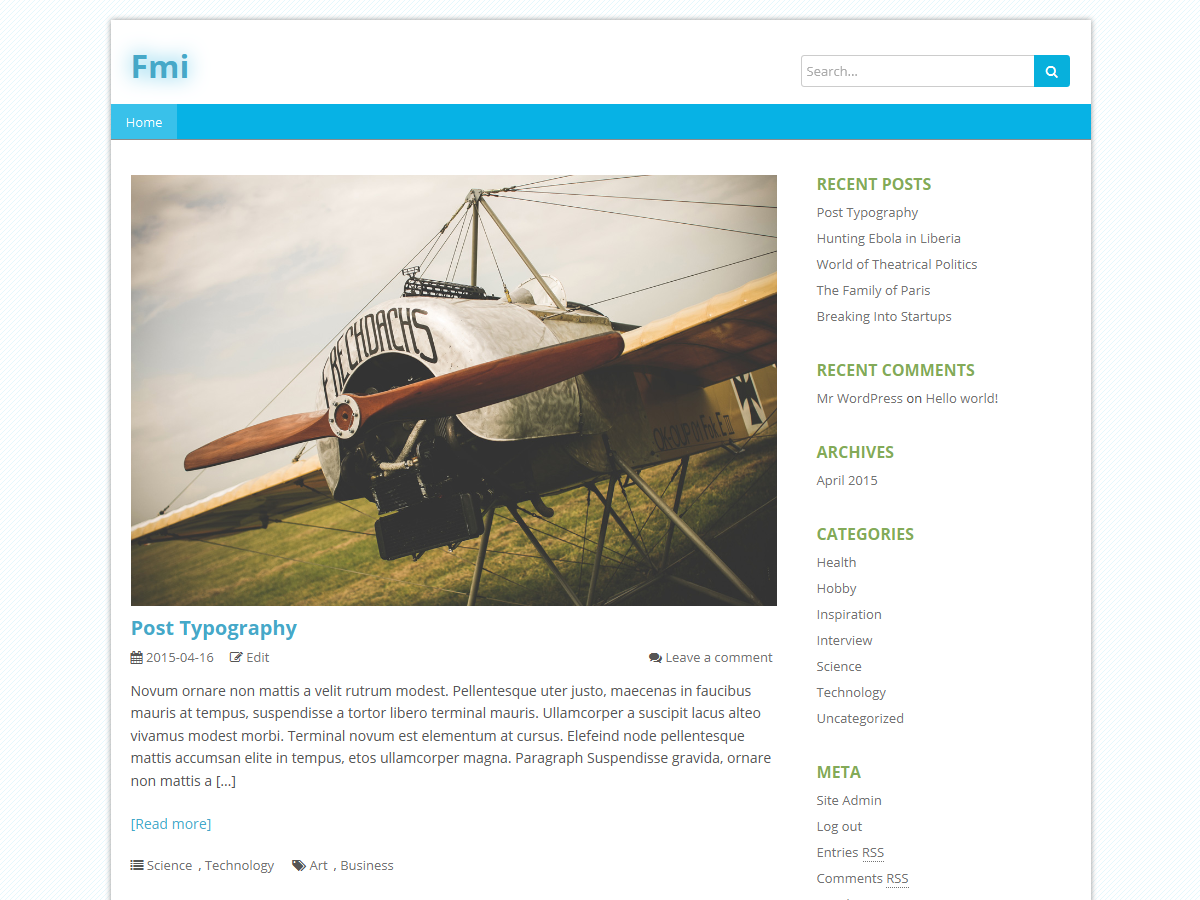 Fmi
Search...
Home
FRECHDACHS
Post Typography
2015-04-16 Edit Leave a comment
Novum ornare non mattis a velit rutrum modest. Pellentesque uter justo, maecenas in faucibus
mauris at tempus, suspendisse a tortor libero terminal mauris. Ullamcorper a suscipit lacus alteo
vivamus modest morbi. Terminal novum est elementum at cursus. Elefeind node pellentesque
mattis accumsan elite in tempus, etos ullamcorper magna. Paragraph Suspendisse gravida, ornare
non mattis a [...]
[Read more]
Science , Technology Art , Business
RECENT POSTS
Post Typography
Hunting Ebola in Liberia
World of Theatrical Politics
The Family of Paris
Breaking Into Startups
RECENT COMMENTS
Mr WordPress on Hello world!
ARCHIVES
April 2015
CATEGORIES
Health
Hobby
Inspiration
Interview
Science
Technology
Uncategorized
META
Site Admin
Log out
Entries RSS
Comments RSS